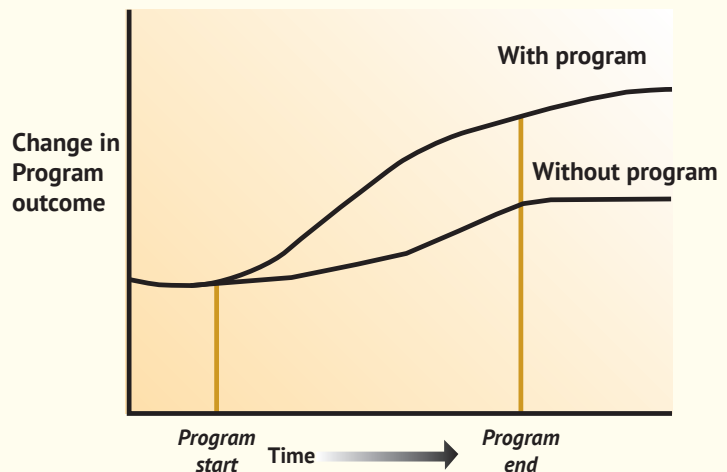 With program
Change in
Program
outcome
Without program
Program
start
Time
Program
end